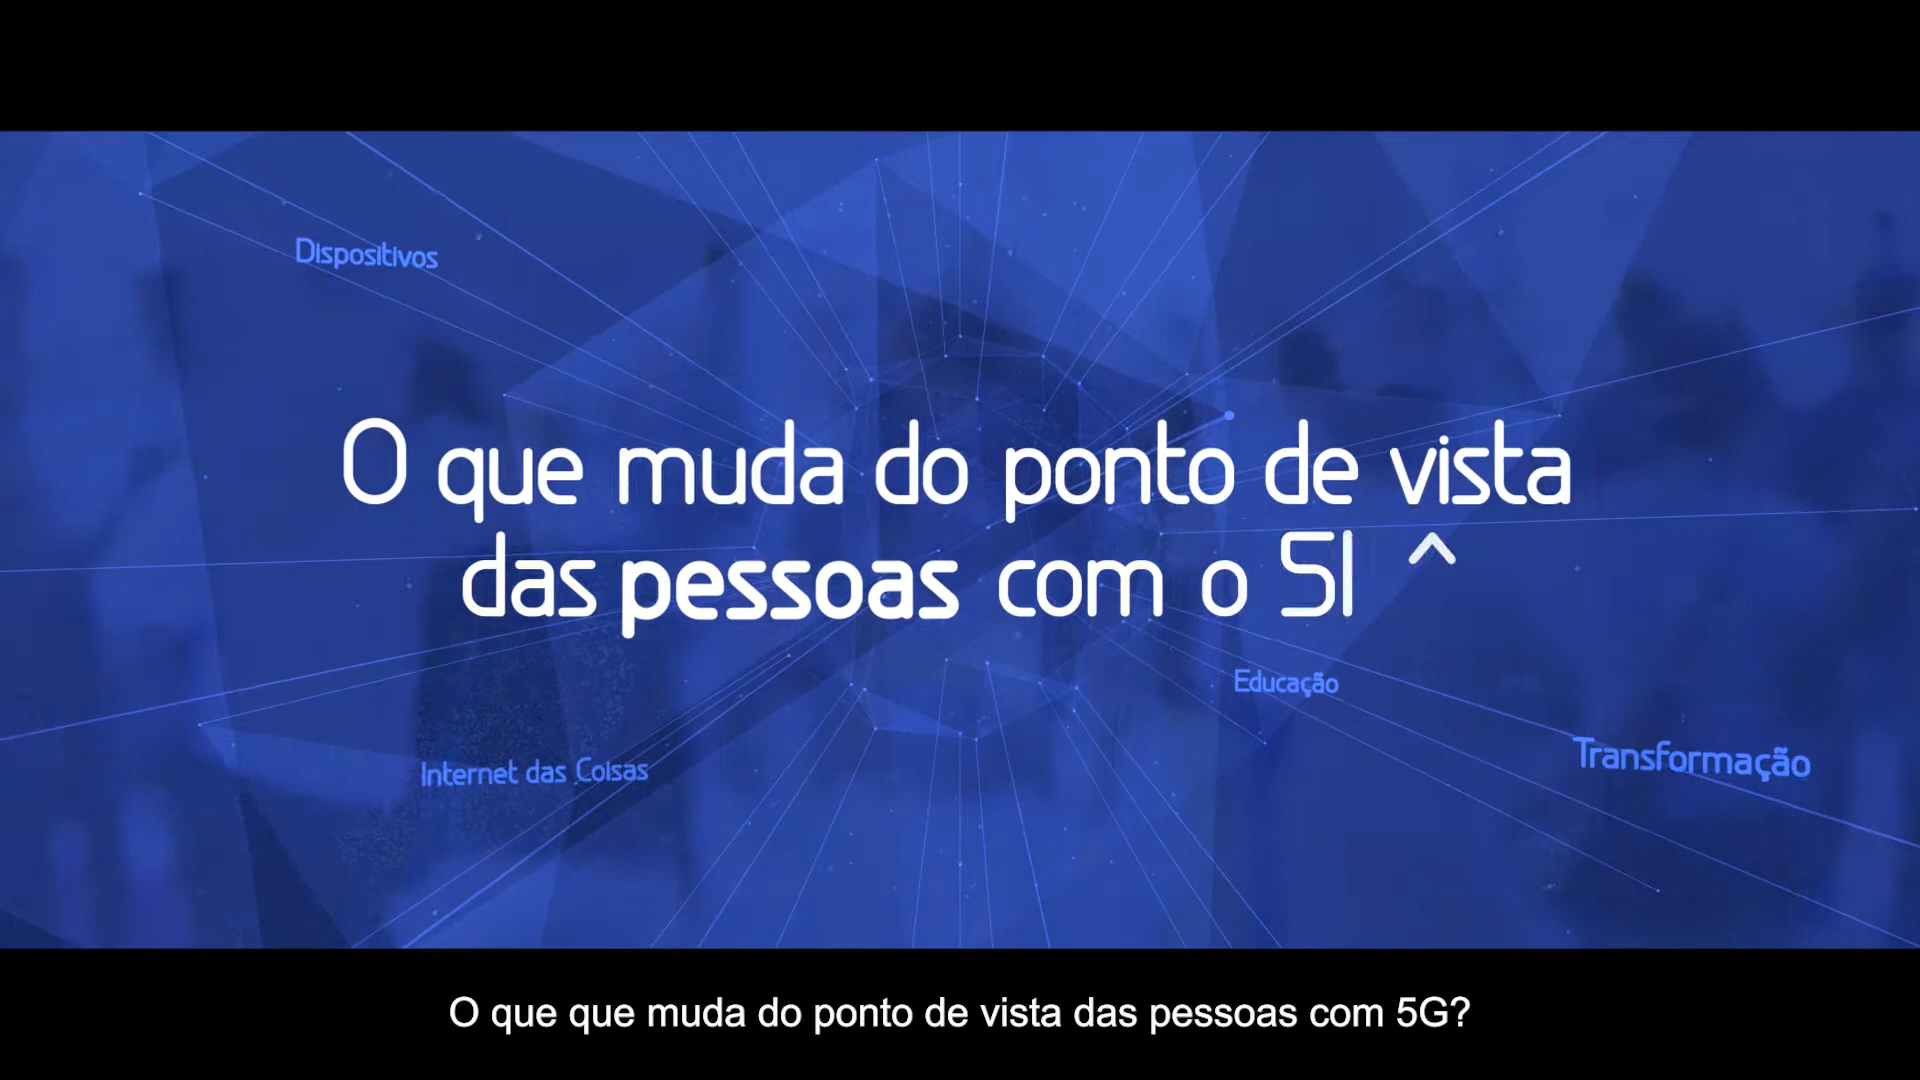 Dispositivos
O que muda do ponto de vista
das pessoas com o SI ^
Educação
Transformação
Internet das Coisas
O que que muda do ponto de vista das pessoas com 5G?